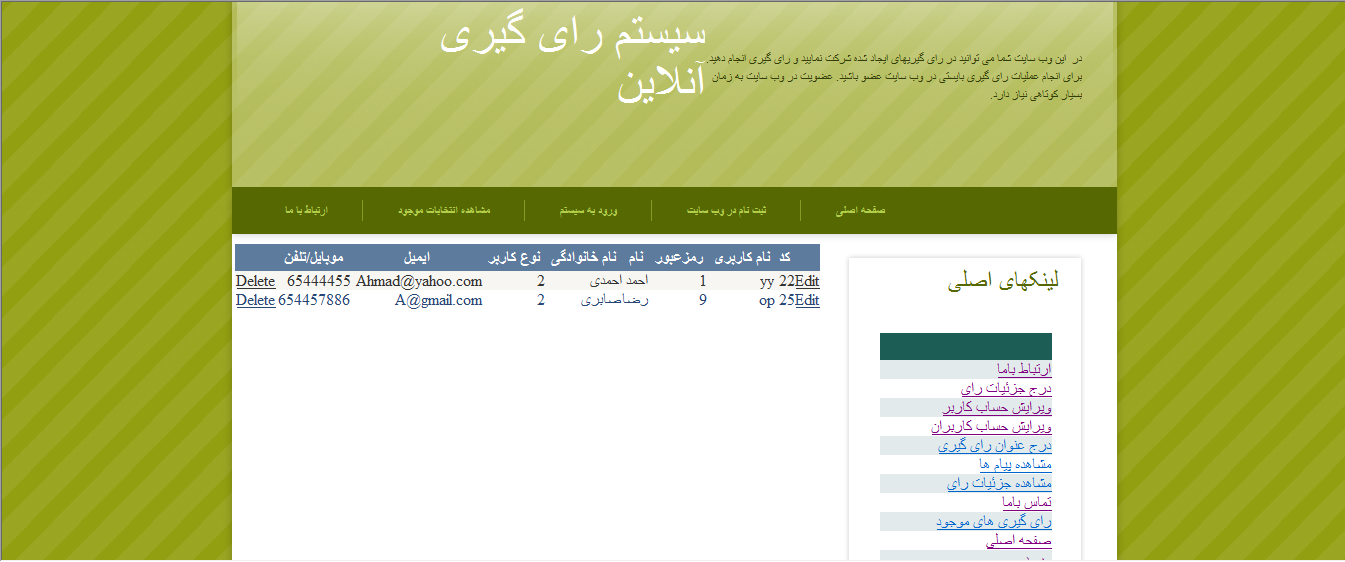 سیستم رای گیری
آنلاین
در این وب سایت شما می توانید در رای گیریهای ایجاد شده شرکت نمایید و رای گیری انجام دهید.
برای انجام عملیات رای گیری بایستی در وب سایت عضو باشید. عضویت در وب سایت به زمان
بسیار کوتاهی نیاز دارد.
صفحه اصلی ثبت نام در وب سایت ورود به سیستم مشاهده انتخابات موجود ارتباط با ما
کد نام کاربری رمزعبور نام نام خانوادگی نوع کاربر ایمیل موبایل/تلفن
Edit 22 yy 1 احمد احمدی 2 Ahmad@yahoo.com 65444455 Delete
Edit 25 op 9 رضا صابری 2 A@gmail.com 654457886 Delete
لینکهای اصلی
ارتباط باما
درج جزئیات رای
ویرایش حساب کاربر
ویرایش حساب کاربران
درج عنوان رای گیری
مشاهده پیام ها
مشاهده جزئیات رای
تماس باما
رای گیری های موجود
صفحه اصلی